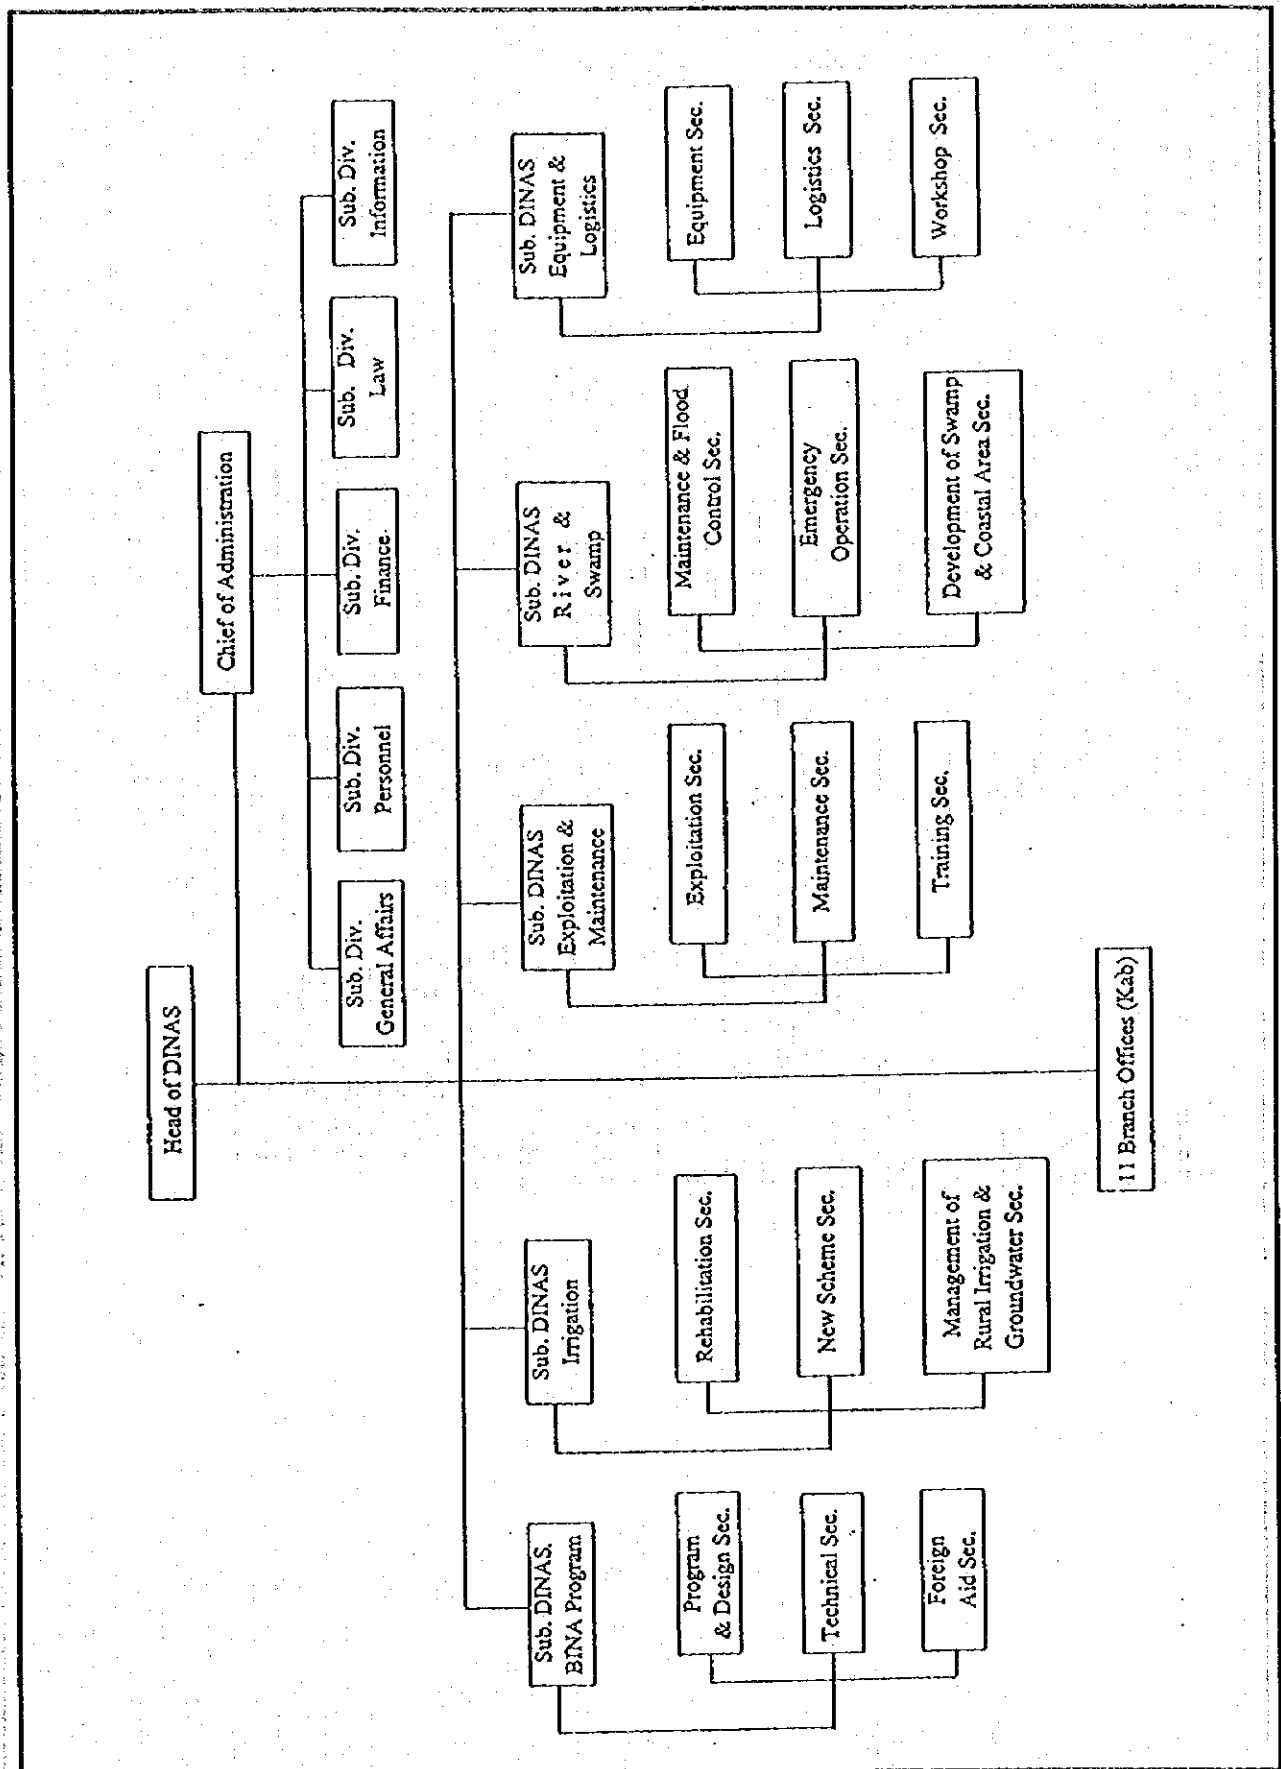 Head of DINAS
Chief of Administration
Sub. Div.
General Affairs
Sub. Div.
Personnel
Sub. Div.
Finance.
Sub. Div.
Law
Sub. Div.
Information
Sub. DINAS.
BINA Program
Sub. DINAS
Irrigation
Sub. DINAS
Exploitation &
Maintenance
Sub. DINAS
River &
Swamp
Sub. DINAS
Equipment &
Logistics
Program
& Design Sec.
Technical Sec.
Foreign
Aid Sec.
Rehabilitation Sec.
New Scheme Sec.
Management of
Rural Irrigation &
Groundwater Sec.
Exploitation Sec.
Maintenance Sec.
Training Sec.
Maintenance & Flood
Control Sec.
Emergency
Operation Sec.
Development of Swamp
& Coastal Area Sec.
Equipment Sec.
Logistics Sec.
Workshop Sec.
11 Branch Offices (Kab)